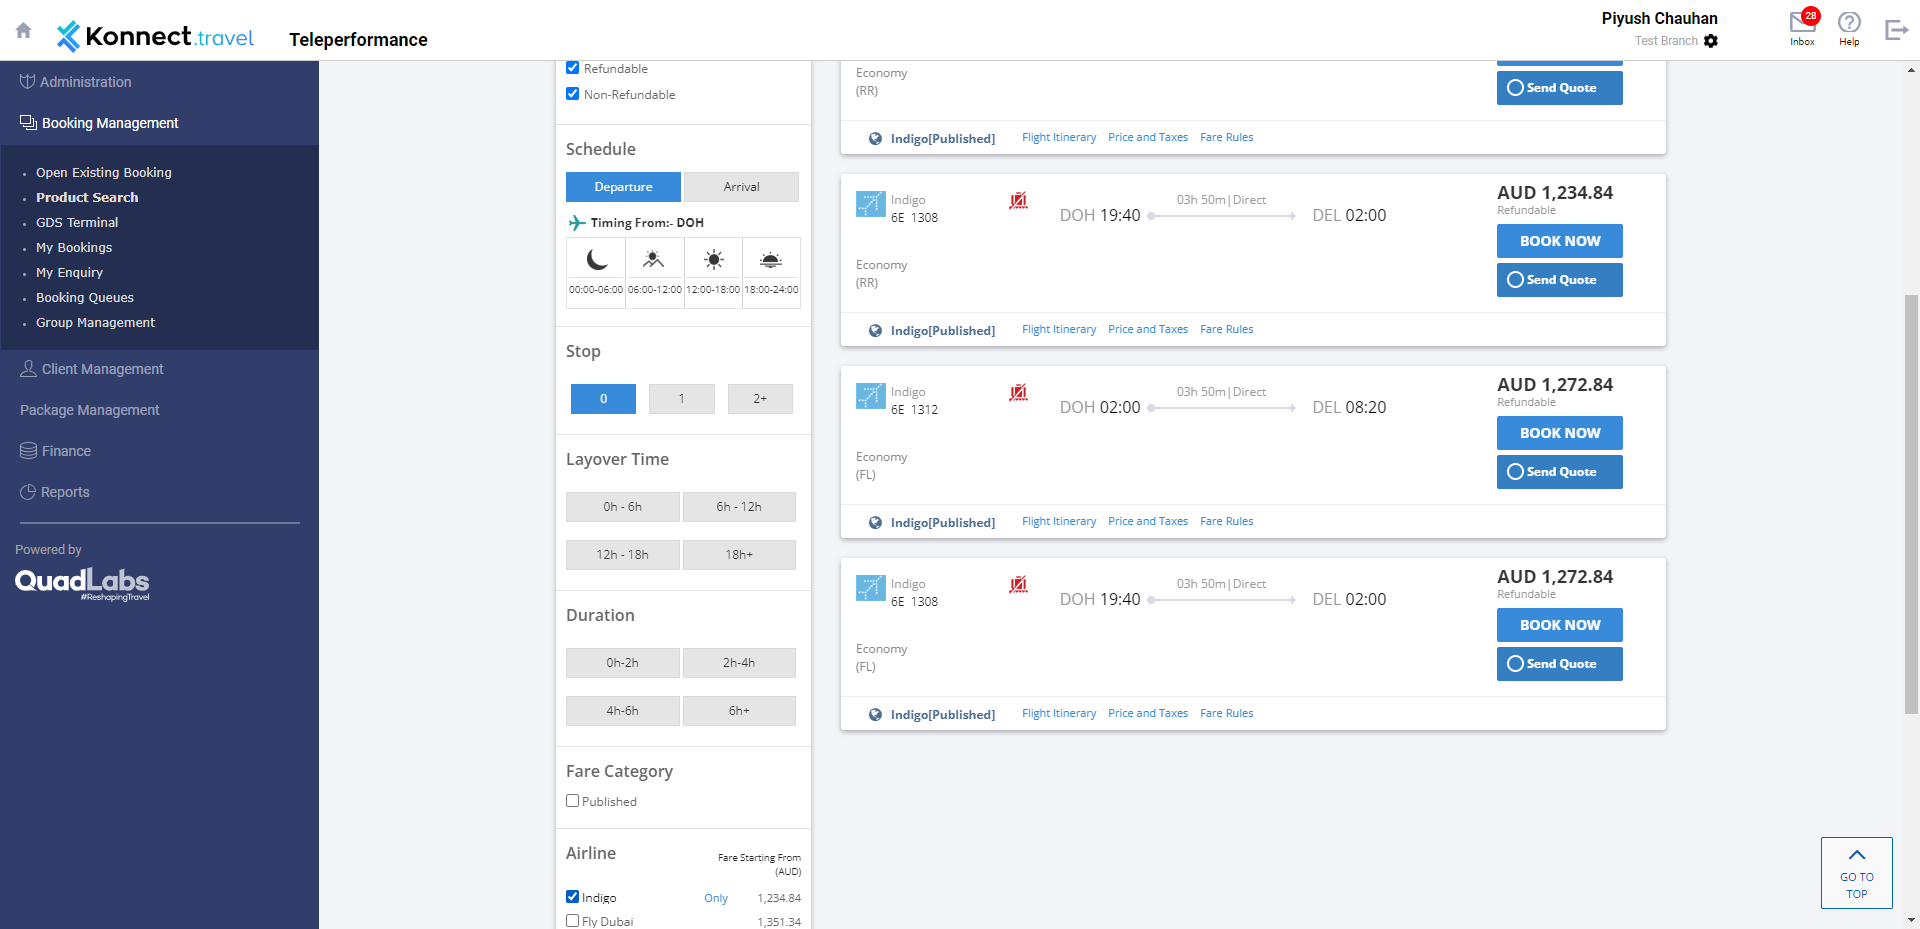 Konnect.travel
Teleperformance
Piyush Chauhan
Test Branch
28
Inbox
Help
Administration
Booking Management
Open Existing Booking
Product Search
GDS Terminal
My Bookings
My Enquiry
Booking Queues
Group Management
Client Management
Package Management
Finance
Reports
Powered by
QuadLabs
#ReshapingTravel
Refundable
Non-Refundable
Schedule
Departure
Arrival
Timing From:- DOH
00:00-06:00
06:00-12:00
12:00-18:00
18:00-24:00
Stop
0
1
2+
Layover Time
0h - 6h
6h - 12h
12h - 18h
18h+
Duration
0h-2h
2h-4h
4h-6h
6h+
Fare Category
Published
Airline
Fare Starting From
(AUD)
Indigo Only 1,234.84
Fly Dubai 1,351.34
Economy
(RR)
Send Quote
Indigo[Published] Flight Itinerary Price and Taxes Fare Rules
Indigo
6E 1308
DOH 19:40
03h 50m|Direct
DEL 02:00
AUD 1,234.84
Refundable
BOOK NOW
Send Quote
Economy
(RR)
Indigo[Published] Flight Itinerary Price and Taxes Fare Rules
Indigo
6E 1312
DOH 02:00
03h 50m|Direct
DEL 08:20
AUD 1,272.84
Refundable
BOOK NOW
Send Quote
Economy
(FL)
Indigo[Published] Flight Itinerary Price and Taxes Fare Rules
Indigo
6E 1308
DOH 19:40
03h 50m|Direct
DEL 02:00
AUD 1,272.84
Refundable
BOOK NOW
Send Quote
Economy
(FL)
Indigo[Published] Flight Itinerary Price and Taxes Fare Rules
GO TO
TOP